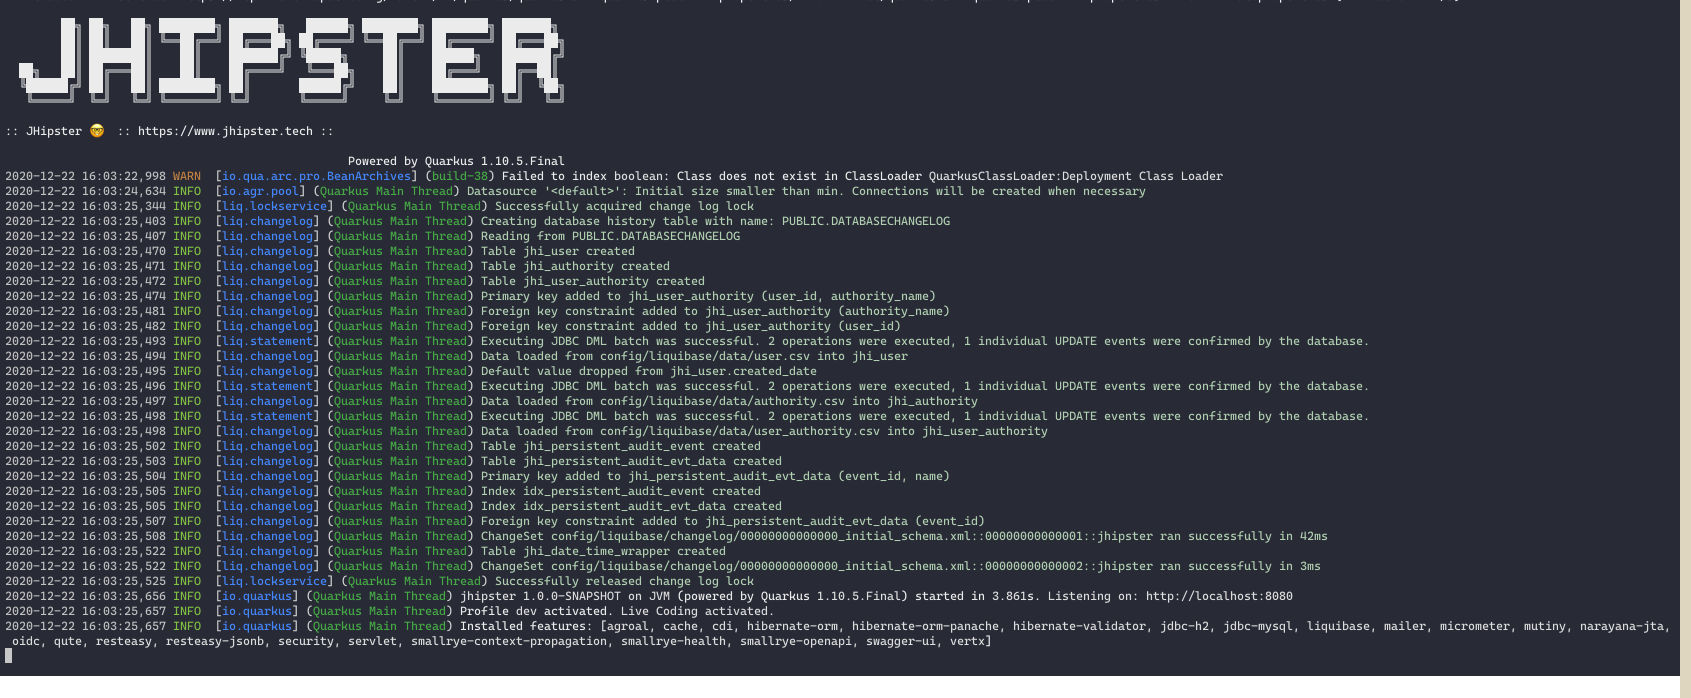 JHIPSTER
:: JHipster 🤓  :: https://www.jhipster.tech ::
Powered by Quarkus 1.10.5.Final
2020-12-22 16:03:22,998 WARN  [io.qua.arc.pro.BeanArchives] (build-38) Failed to index boolean: Class does not exist in ClassLoader QuarkusClassLoader:Deployment Class Loader
2020-12-22 16:03:24,634 INFO  [io.agr.pool] (Quarkus Main Thread) Datasource '<default>': Initial size smaller than min. Connections will be created when necessary
2020-12-22 16:03:25,344 INFO  [liq.lockservice] (Quarkus Main Thread) Successfully acquired change log lock
2020-12-22 16:03:25,403 INFO  [liq.changelog] (Quarkus Main Thread) Creating database history table with name: PUBLIC.DATABASECHANGELOG
2020-12-22 16:03:25,407 INFO  [liq.changelog] (Quarkus Main Thread) Reading from PUBLIC.DATABASECHANGELOG
2020-12-22 16:03:25,470 INFO  [liq.changelog] (Quarkus Main Thread) Table jhi_user created
2020-12-22 16:03:25,471 INFO  [liq.changelog] (Quarkus Main Thread) Table jhi_authority created
2020-12-22 16:03:25,472 INFO  [liq.changelog] (Quarkus Main Thread) Table jhi_user_authority created
2020-12-22 16:03:25,474 INFO  [liq.changelog] (Quarkus Main Thread) Primary key added to jhi_user_authority (user_id, authority_name)
2020-12-22 16:03:25,481 INFO  [liq.changelog] (Quarkus Main Thread) Foreign key constraint added to jhi_user_authority (authority_name)
2020-12-22 16:03:25,482 INFO  [liq.changelog] (Quarkus Main Thread) Foreign key constraint added to jhi_user_authority (user_id)
2020-12-22 16:03:25,493 INFO  [liq.statement] (Quarkus Main Thread) Executing JDBC DML batch was successful. 2 operations were executed, 1 individual UPDATE events were confirmed by the database.
2020-12-22 16:03:25,494 INFO  [liq.changelog] (Quarkus Main Thread) Data loaded from config/liquibase/data/user.csv into jhi_user
2020-12-22 16:03:25,495 INFO  [liq.changelog] (Quarkus Main Thread) Default value dropped from jhi_user.created_date
2020-12-22 16:03:25,496 INFO  [liq.statement] (Quarkus Main Thread) Executing JDBC DML batch was successful. 2 operations were executed, 1 individual UPDATE events were confirmed by the database.
2020-12-22 16:03:25,497 INFO  [liq.changelog] (Quarkus Main Thread) Data loaded from config/liquibase/data/authority.csv into jhi_authority
2020-12-22 16:03:25,498 INFO  [liq.statement] (Quarkus Main Thread) Executing JDBC DML batch was successful. 2 operations were executed, 1 individual UPDATE events were confirmed by the database.
2020-12-22 16:03:25,498 INFO  [liq.changelog] (Quarkus Main Thread) Data loaded from config/liquibase/data/user_authority.csv into jhi_user_authority
2020-12-22 16:03:25,502 INFO  [liq.changelog] (Quarkus Main Thread) Table jhi_persistent_audit_event created
2020-12-22 16:03:25,503 INFO  [liq.changelog] (Quarkus Main Thread) Table jhi_persistent_audit_evt_data created
2020-12-22 16:03:25,504 INFO  [liq.changelog] (Quarkus Main Thread) Primary key added to jhi_persistent_audit_evt_data (event_id, name)
2020-12-22 16:03:25,505 INFO  [liq.changelog] (Quarkus Main Thread) Index idx_persistent_audit_event created
2020-12-22 16:03:25,505 INFO  [liq.changelog] (Quarkus Main Thread) Index idx_persistent_audit_evt_data created
2020-12-22 16:03:25,507 INFO  [liq.changelog] (Quarkus Main Thread) Foreign key constraint added to jhi_persistent_audit_evt_data (event_id)
2020-12-22 16:03:25,508 INFO  [liq.changelog] (Quarkus Main Thread) ChangeSet config/liquibase/changelog/00000000000000_initial_schema.xml::00000000000001::jhipster ran successfully in 42ms
2020-12-22 16:03:25,522 INFO  [liq.changelog] (Quarkus Main Thread) Table jhi_date_time_wrapper created
2020-12-22 16:03:25,522 INFO  [liq.changelog] (Quarkus Main Thread) ChangeSet config/liquibase/changelog/00000000000000_initial_schema.xml::00000000000002::jhipster ran successfully in 3ms
2020-12-22 16:03:25,525 INFO  [liq.lockservice] (Quarkus Main Thread) Successfully released change log lock
2020-12-22 16:03:25,656 INFO  [io.quarkus] (Quarkus Main Thread) jhipster 1.0.0-SNAPSHOT on JVM (powered by Quarkus 1.10.5.Final) started in 3.861s. Listening on: http://localhost:8080
2020-12-22 16:03:25,657 INFO  [io.quarkus] (Quarkus Main Thread) Profile dev activated. Live Coding activated.
2020-12-22 16:03:25,657 INFO  [io.quarkus] (Quarkus Main Thread) Installed features: [agroal, cache, cdi, hibernate-orm, hibernate-orm-panache, hibernate-validator, jdbc-h2, jdbc-mysql, liquibase, mailer, micrometer, mutiny, narayana-jta,
oidc, qute, resteasy, resteasy-jsonb, security, servlet, smallrye-context-propagation, smallrye-health, smallrye-openapi, swagger-ui, vertx]